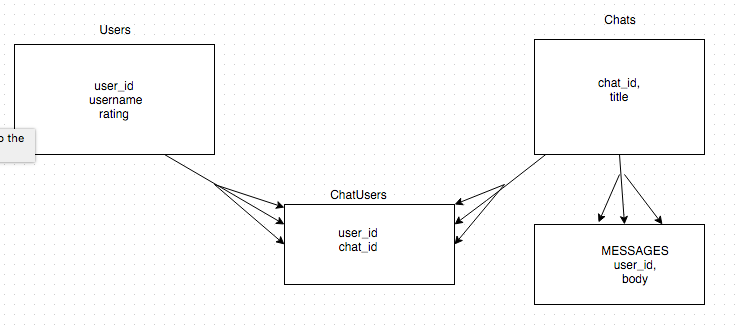 Users
Chats
user_id
username
rating
chat_id,
title
o the
ChatUsers
user_id
chat_id
MESSAGES
user_id,
body